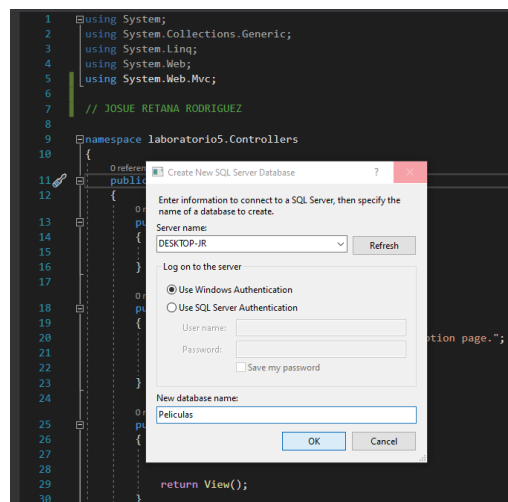 1 using System;
2 using System.Collections.Generic;
3 using System.Linq;
4 using System.Web;
5 using System.Web.Mvc;
6
7 // JOSUE RETANA RODRIGUEZ
8
9 namespace laboratorio5.Controllers
10 {
0 referen
11 public
12 {
0 r
13 pu
14 {
15
16 }
17
0 r
18 pu
19 {
20 ption page.";
21
22
23 }
24
0 r
25 pu
26 {
27
28
29 return View();
30 }
Create New SQL Server Database ?
Enter information to connect to a SQL Server, then specify the
name of a database to create.
Server name:
DESKTOP-JR Refresh
Log on to the server
Use Windows Authentication
Use SQL Server Authentication
User name:
Password:
Save my password
New database name:
Peliculas
OK Cancel